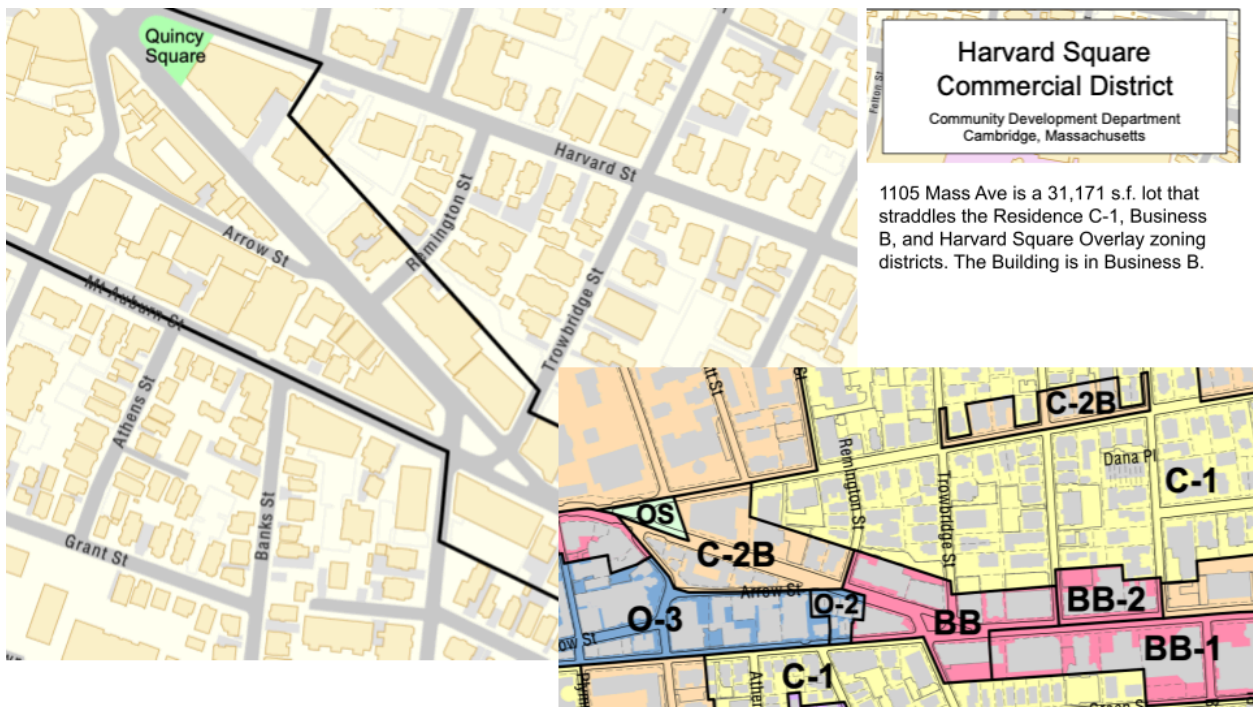 Quincy
Square
Harvard St
Remington St
Arrow St
Trowbridge St
Mt Auburn St
Athens St
Banks St
Grant St
Felton St
Harvard Square
Commercial District
Community Development Department
Cambridge, Massachusetts
1105 Mass Ave is a 31,171 s.f. lot that
straddles the Residence C-1, Business
B, and Harvard Square Overlay zoning
districts. The Building is in Business B.
C-2B
Remington St
Trowbridge St
Dana Pl
C-1
OS
C-2B
Arrow St
O-2
O-3
BB
BB-2
BB-1
C-1